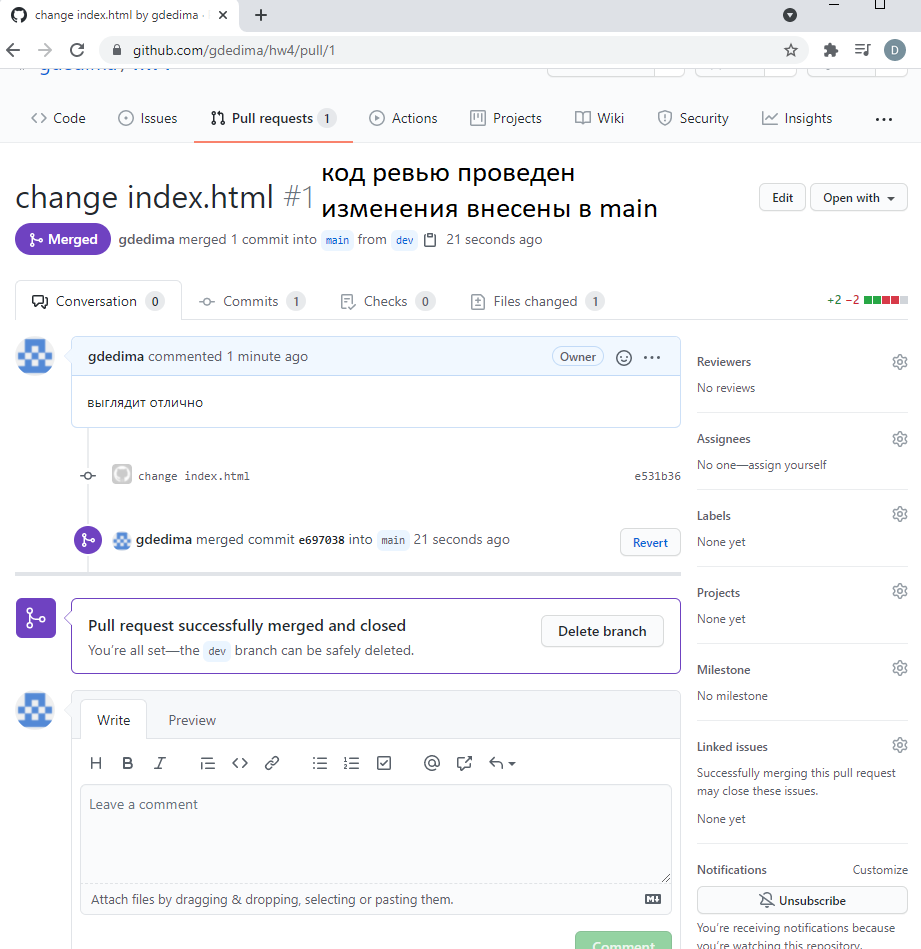 change index.html by gdedima ·
github.com/gdedima/hw4/pull/1
D
Code
Issues
Pull requests 1
Actions
Projects
Wiki
Security
Insights
change index.html #1
код ревью проведен
изменения внесены в main
Edit
Open with
Merged
gdedima merged 1 commit into main from dev 21 seconds ago
Conversation 0
Commits 1
Checks 0
Files changed 1
+2 −2
gdedima commented 1 minute ago
Owner
выглядит отлично
change index.html
e531b36
gdedima merged commit e697038 into main 21 seconds ago
Revert
Pull request successfully merged and closed
You're all set—the dev branch can be safely deleted.
Delete branch
Write
Preview
H B I
@
Leave a comment
Attach files by dragging & dropping, selecting or pasting them.
Comment
Reviewers
No reviews
Assignees
No one—assign yourself
Labels
None yet
Projects
None yet
Milestone
No milestone
Linked issues
Successfully merging this pull request
may close these issues.
None yet
Notifications
Customize
Unsubscribe
You're receiving notifications because
you're watching this repository.